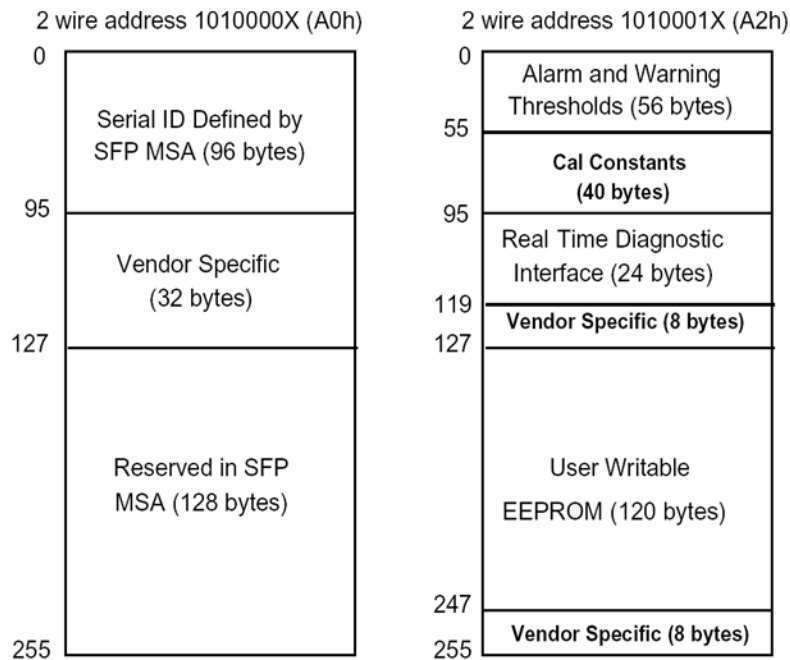 2 wire address 1010000X (A0h)
0
Serial ID Defined by
SFP MSA (96 bytes)
95
Vendor Specific
(32 bytes)
127
Reserved in SFP
MSA (128 bytes)
255
2 wire address 1010001X (A2h)
0
Alarm and Warning
Thresholds (56 bytes)
55
Cal Constants
(40 bytes)
95
Real Time Diagnostic
Interface (24 bytes)
119
Vendor Specific (8 bytes)
127
User Writable
EEPROM (120 bytes)
247
Vendor Specific (8 bytes)
255